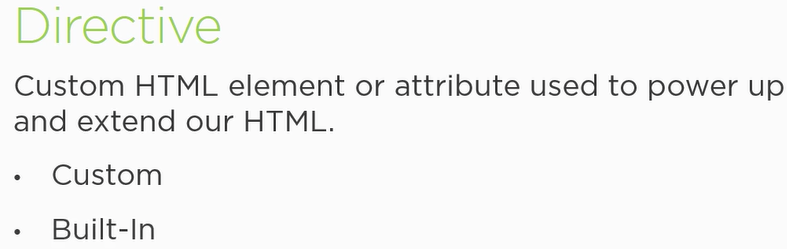 Directive
Custom HTML element or attribute used to power up
and extend our HTML.
• Custom
• Built-In